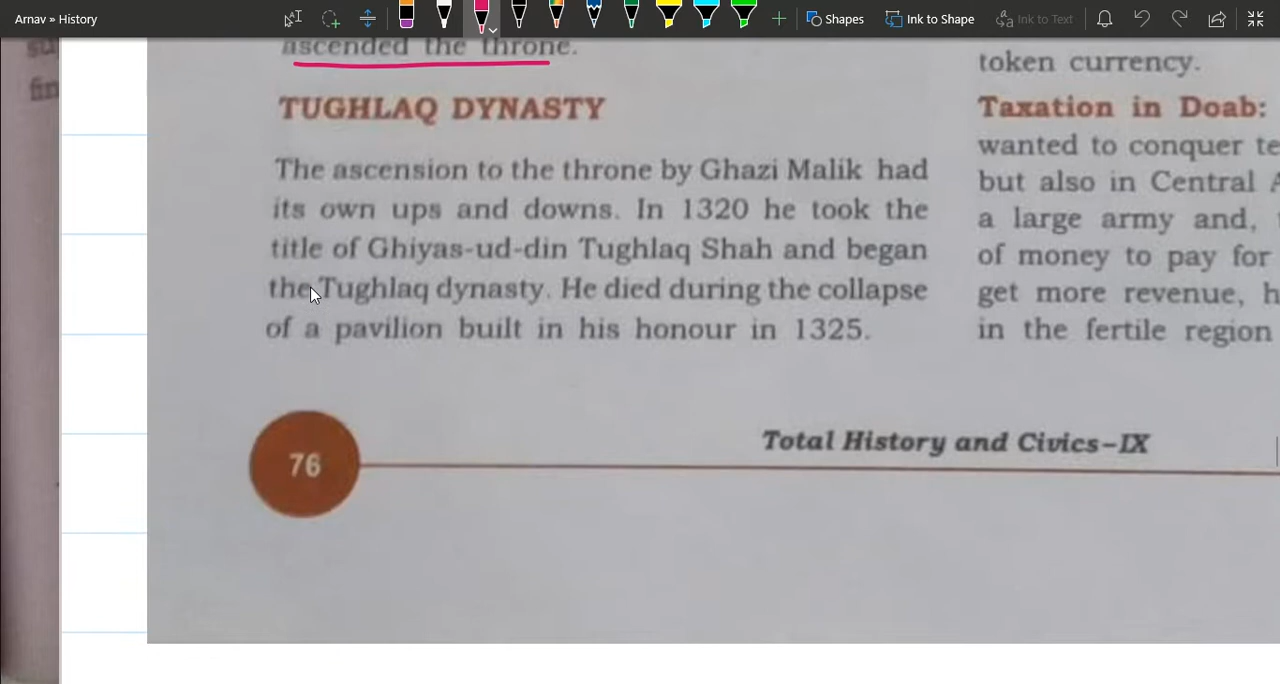 Arnav » History
Shapes
Ink to Shape
Ink to Text
ascended the throne.
TUGHLAQ DYNASTY
The ascension to the throne by Ghazi Malik had
its own ups and downs. In 1320 he took the
title of Ghiyas-ud-din Tughlaq Shah and began
the Tughlaq dynasty. He died during the collapse
of a pavilion built in his honour in 1325.
token currency.
Taxation in Doab:
wanted to conquer te
but also in Central A
a large army and,
of money to pay for
get more revenue, h
in the fertile region
76
Total History and Civics–IX